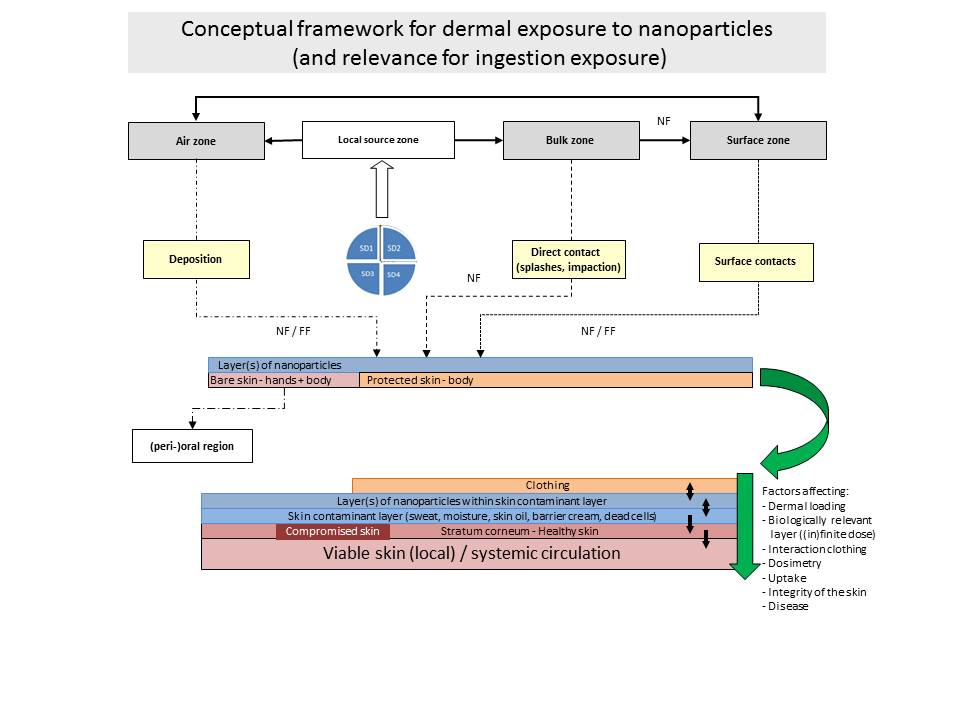 Conceptual framework for dermal exposure to nanoparticles
(and relevance for ingestion exposure)
NF
Air zone
Local source zone
Bulk zone
Surface zone
SD1
SD2
SD3
SD4
Deposition
Direct contact
(splashes, impaction)
Surface contacts
NF
NF / FF
NF / FF
Layer(s) of nanoparticles
Bare skin - hands + body
Protected skin - body
(peri-)oral region
Clothing
Layer(s) of nanoparticles within skin contaminant layer
Skin contaminant layer (sweat, moisture, skin oil, barrier cream, dead cells)
Compromised skin
Stratum corneum - Healthy skin
Viable skin (local) / systemic circulation
Factors affecting:
- Dermal loading
- Biologically relevant
layer ((in)finite dose)
- Interaction clothing
- Dosimetry
- Uptake
- Integrity of the skin
- Disease